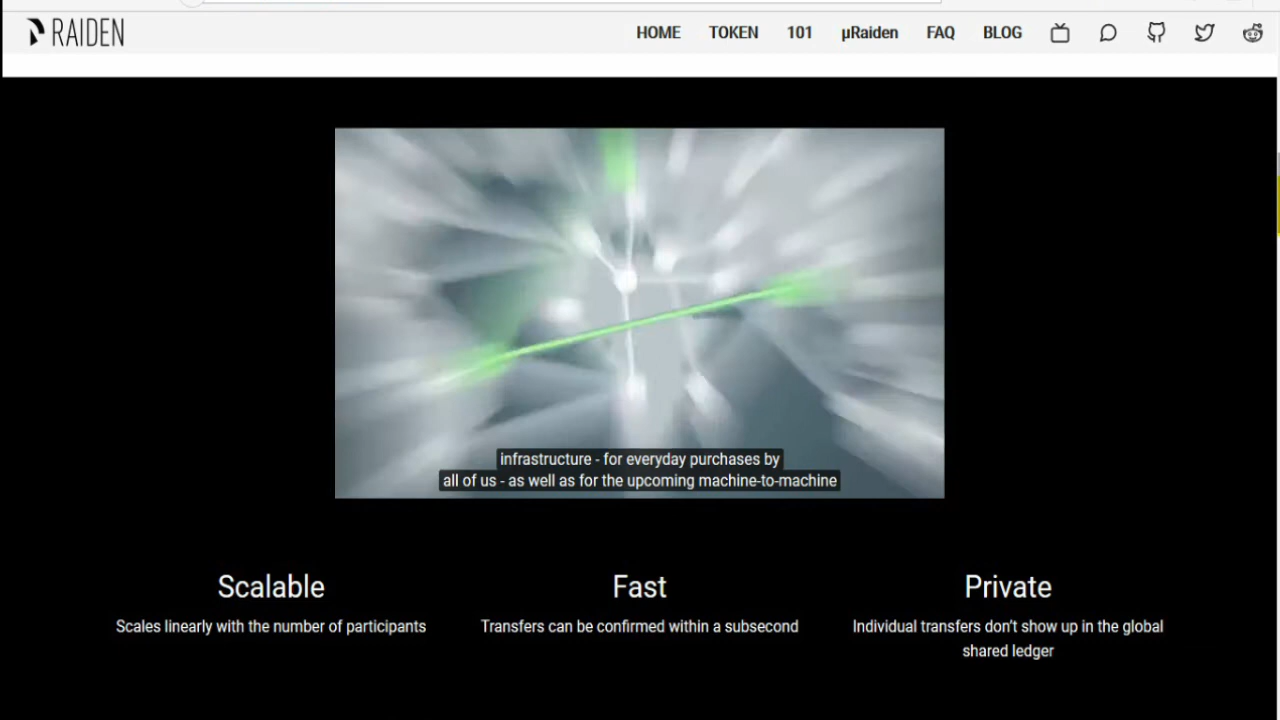 RAIDEN
HOME TOKEN 101 µRaiden FAQ BLOG
infrastructure - for everyday purchases by
all of us - as well as for the upcoming machine-to-machine
Scalable
Scales linearly with the number of participants
Fast
Transfers can be confirmed within a subsecond
Private
Individual transfers don't show up in the global
shared ledger